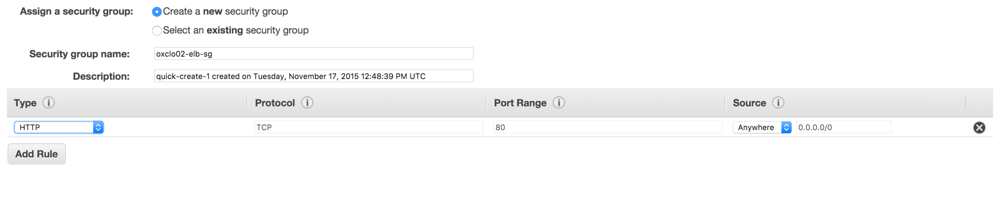 Assign a security group: Create a new security group
Select an existing security group
Security group name: oxclo02-elb-sg
Description: quick-create-1 created on Tuesday, November 17, 2015 12:48:39 PM UTC
Type i Protocol i Port Range i Source i
HTTP TCP 80 Anywhere 0.0.0.0/0
Add Rule